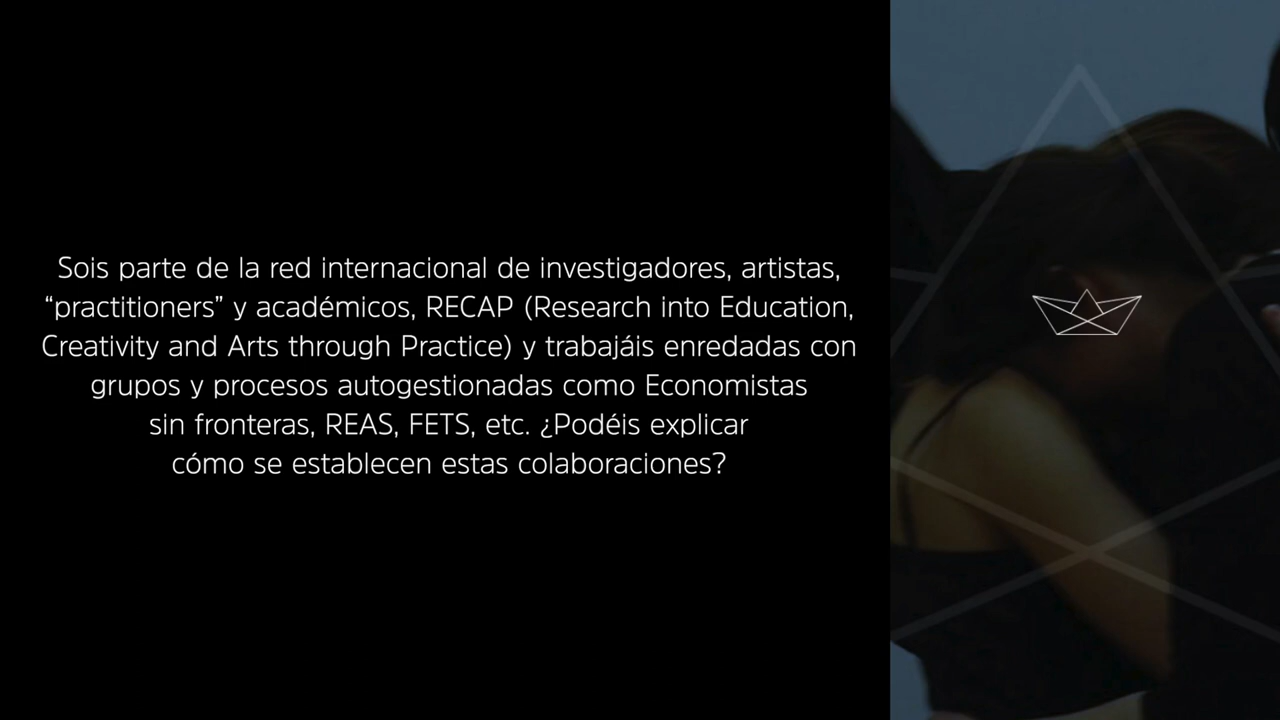 Sois parte de la red internacional de investigadores, artistas,
“practitioners” y académicos, RECAP (Research into Education,
Creativity and Arts through Practice) y trabajáis enredadas con
grupos y procesos autogestionadas como Economistas
sin fronteras, REAS, FETS, etc. ¿Podéis explicar
cómo se establecen estas colaboraciones?